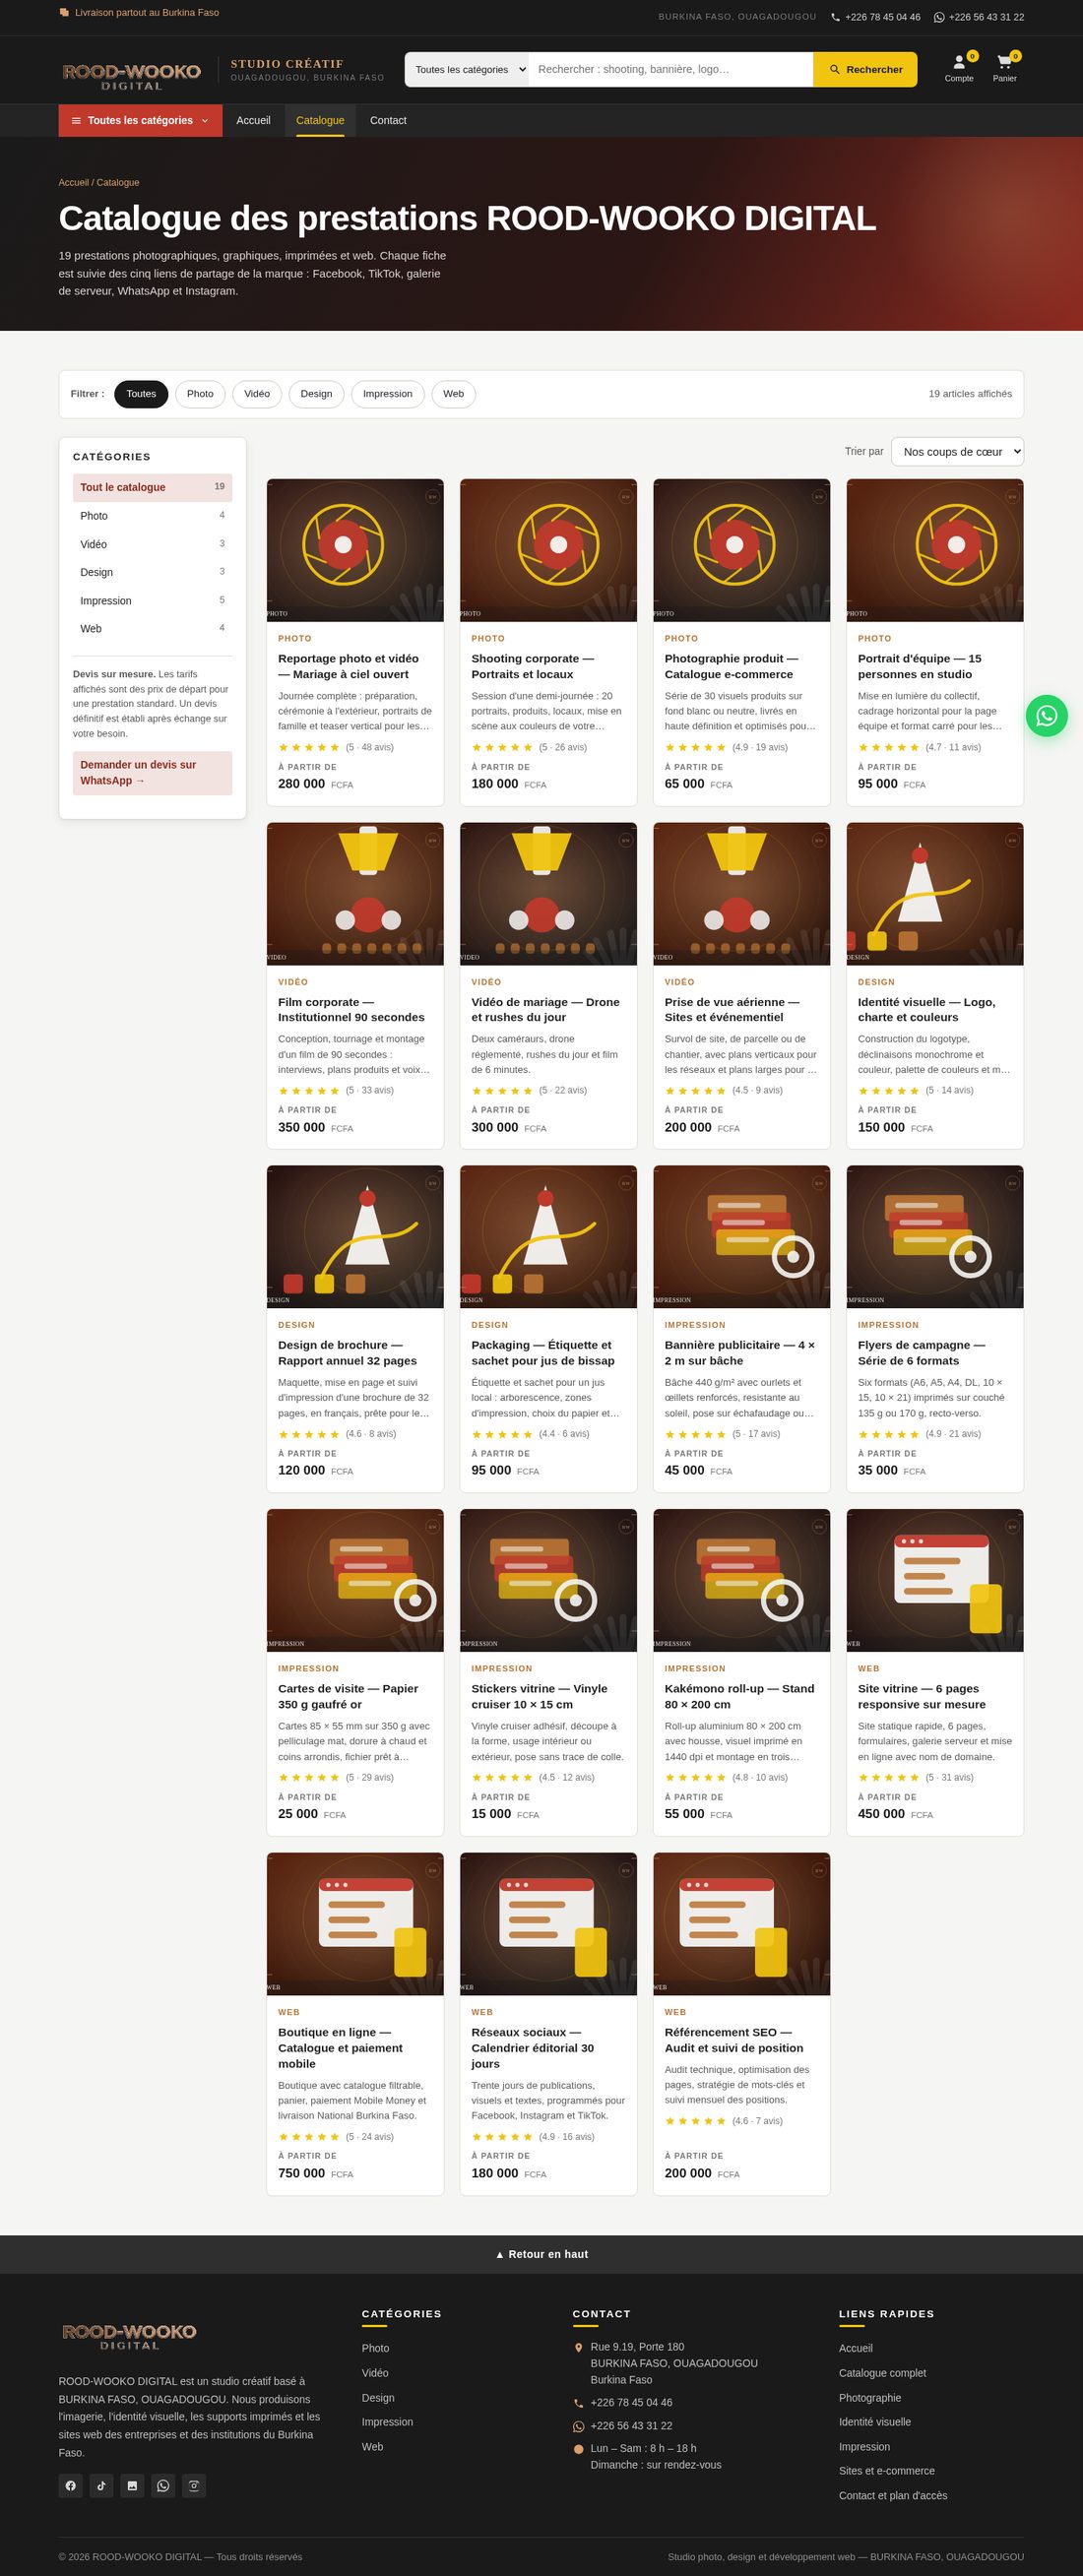 Livraison partout au Burkina Faso
BURKINA FASO, OUAGADOUGOU
+226 78 45 04 46
+226 56 43 31 22
ROOD-WOOKO
DIGITAL
STUDIO CRÉATIF
OUAGADOUGOU, BURKINA FASO
Toutes les catégories
Rechercher : shooting, bannière, logo…
Rechercher
0
Compte
0
Panier
Toutes les catégories
Accueil
Catalogue
Contact
Accueil / Catalogue
Catalogue des prestations ROOD-WOOKO DIGITAL
19 prestations photographiques, graphiques, imprimées et web. Chaque fiche
est suivie des cinq liens de partage de la marque : Facebook, TikTok, galerie
de serveur, WhatsApp et Instagram.
Filtrer :
Toutes
Photo
Vidéo
Design
Impression
Web
19 articles affichés
CATÉGORIES
Tout le catalogue 19
Photo 4
Vidéo 3
Design 3
Impression 5
Web 4
Devis sur mesure. Les tarifs
affichés sont des prix de départ pour
une prestation standard. Un devis
définitif est établi après échange sur
votre besoin.
Demander un devis sur
WhatsApp →
Trier par
Nos coups de cœur
PHOTO
PHOTO
Reportage photo et vidéo
— Mariage à ciel ouvert
Journée complète : préparation,
cérémonie à l'extérieur, portraits de
famille et teaser vertical pour les…
(5 · 48 avis)
À PARTIR DE
280 000 FCFA
PHOTO
PHOTO
Shooting corporate —
Portraits et locaux
Session d'une demi-journée : 20
portraits, produits, locaux, mise en
scène aux couleurs de votre…
(5 · 26 avis)
À PARTIR DE
180 000 FCFA
PHOTO
PHOTO
Photographie produit —
Catalogue e-commerce
Série de 30 visuels produits sur
fond blanc ou neutre, livrés en
haute définition et optimisés pou…
(4.9 · 19 avis)
À PARTIR DE
65 000 FCFA
PHOTO
PHOTO
Portrait d'équipe — 15
personnes en studio
Mise en lumière du collectif,
cadrage horizontal pour la page
équipe et format carré pour les…
(4.7 · 11 avis)
À PARTIR DE
95 000 FCFA
VIDEO
VIDÉO
Film corporate —
Institutionnel 90 secondes
Conception, tournage et montage
d'un film de 90 secondes :
interviews, plans produits et voix…
(5 · 33 avis)
À PARTIR DE
350 000 FCFA
VIDEO
VIDÉO
Vidéo de mariage — Drone
et rushes du jour
Deux caméraurs, drone
règlementé, rushes du jour et film
de 6 minutes.
(5 · 22 avis)
À PARTIR DE
300 000 FCFA
VIDEO
VIDÉO
Prise de vue aérienne —
Sites et événementiel
Survol de site, de parcelle ou de
chantier, avec plans verticaux pour
les réseaux et plans larges pour …
(4.5 · 9 avis)
À PARTIR DE
200 000 FCFA
DESIGN
DESIGN
Identité visuelle — Logo,
charte et couleurs
Construction du logotype,
déclinaisons monochrome et
couleur, palette de couleurs et m…
(5 · 14 avis)
À PARTIR DE
150 000 FCFA
DESIGN
DESIGN
Design de brochure —
Rapport annuel 32 pages
Maquette, mise en page et suivi
d'impression d'une brochure de 32
pages, en français, prête pour le…
(4.6 · 8 avis)
À PARTIR DE
120 000 FCFA
DESIGN
DESIGN
Packaging — Étiquette et
sachet pour jus de bissap
Étiquette et sachet pour un jus
local : arborescence, zones
d'impression, choix du papier et…
(4.4 · 6 avis)
À PARTIR DE
95 000 FCFA
IMPRESSION
IMPRESSION
Bannière publicitaire — 4 ×
2 m sur bâche
Bâche 440 g/m² avec ourlets et
œillets renforcés, resistante au
soleil, pose sur échafaudage ou…
(5 · 17 avis)
À PARTIR DE
45 000 FCFA
IMPRESSION
IMPRESSION
Flyers de campagne —
Série de 6 formats
Six formats (A6, A5, A4, DL, 10 ×
15, 10 × 21) imprimés sur couché
135 g ou 170 g, recto-verso.
(4.9 · 21 avis)
À PARTIR DE
35 000 FCFA
IMPRESSION
IMPRESSION
Cartes de visite — Papier
350 g gaufré or
Cartes 85 × 55 mm sur 350 g avec
pelliculage mat, dorure à chaud et
coins arrondis, fichier prêt à…
(5 · 29 avis)
À PARTIR DE
25 000 FCFA
IMPRESSION
IMPRESSION
Stickers vitrine — Vinyle
cruiser 10 × 15 cm
Vinyle cruiser adhésif, découpe à
la forme, usage intérieur ou
extérieur, pose sans trace de colle.
(4.5 · 12 avis)
À PARTIR DE
15 000 FCFA
IMPRESSION
IMPRESSION
Kakémono roll-up — Stand
80 × 200 cm
Roll-up aluminium 80 × 200 cm
avec housse, visuel imprimé en
1440 dpi et montage en trois…
(4.8 · 10 avis)
À PARTIR DE
55 000 FCFA
WEB
WEB
Site vitrine — 6 pages
responsive sur mesure
Site statique rapide, 6 pages,
formulaires, galerie serveur et mise
en ligne avec nom de domaine.
(5 · 31 avis)
À PARTIR DE
450 000 FCFA
WEB
WEB
Boutique en ligne —
Catalogue et paiement
mobile
Boutique avec catalogue filtrable,
panier, paiement Mobile Money et
livraison National Burkina Faso.
(5 · 24 avis)
À PARTIR DE
750 000 FCFA
WEB
WEB
Réseaux sociaux —
Calendrier éditorial 30
jours
Trente jours de publications,
visuels et textes, programmés pour
Facebook, Instagram et TikTok.
(4.9 · 16 avis)
À PARTIR DE
180 000 FCFA
WEB
WEB
Référencement SEO —
Audit et suivi de position
Audit technique, optimisation des
pages, stratégie de mots-clés et
suivi mensuel des positions.
(4.6 · 7 avis)
À PARTIR DE
200 000 FCFA
▲ Retour en haut
ROOD-WOOKO
DIGITAL
ROOD-WOOKO DIGITAL est un studio créatif basé à
BURKINA FASO, OUAGADOUGOU. Nous produisons
l'imagerie, l'identité visuelle, les supports imprimés et les
sites web des entreprises et des institutions du Burkina
Faso.
CATÉGORIES
Photo
Vidéo
Design
Impression
Web
CONTACT
Rue 9.19, Porte 180
BURKINA FASO, OUAGADOUGOU
Burkina Faso
+226 78 45 04 46
+226 56 43 31 22
Lun – Sam : 8 h – 18 h
Dimanche : sur rendez-vous
LIENS RAPIDES
Accueil
Catalogue complet
Photographie
Identité visuelle
Impression
Sites et e-commerce
Contact et plan d'accès
© 2026 ROOD-WOOKO DIGITAL — Tous droits réservés
Studio photo, design et développement web — BURKINA FASO, OUAGADOUGOU